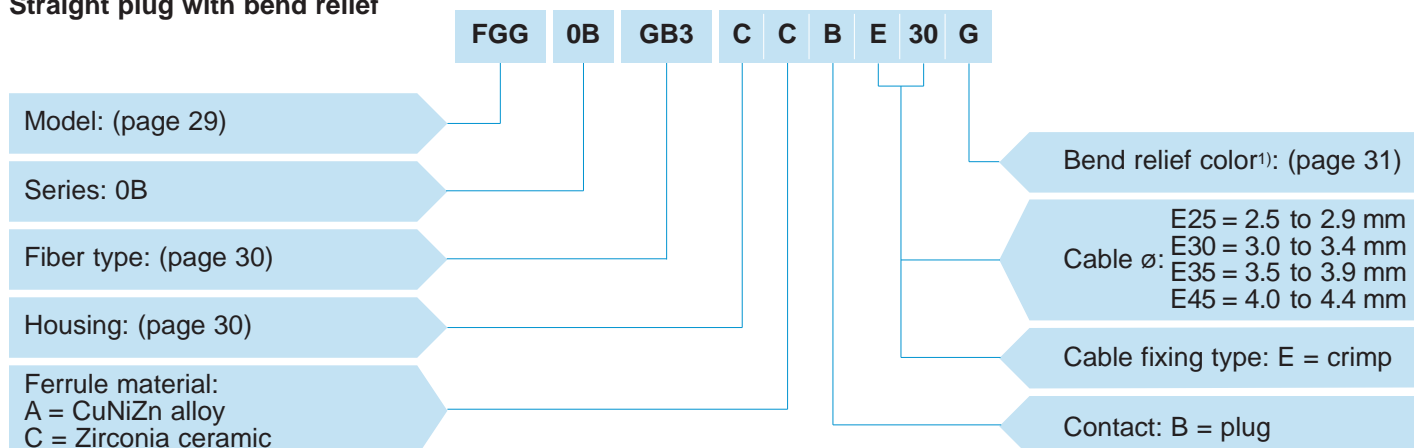 Straight plug with bend relief
FGG 0B GB3 C C B E 30 G
Model: (page 29)
Series: 0B
Fiber type: (page 30)
Housing: (page 30)
Ferrule material:
A = CuNiZn alloy
C = Zirconia ceramic
Bend relief color1): (page 31)
Cable ø:
E25 = 2.5 to 2.9 mm
E30 = 3.0 to 3.4 mm
E35 = 3.5 to 3.9 mm
E45 = 4.0 to 4.4 mm
Cable fixing type: E = crimp
Contact: B = plug